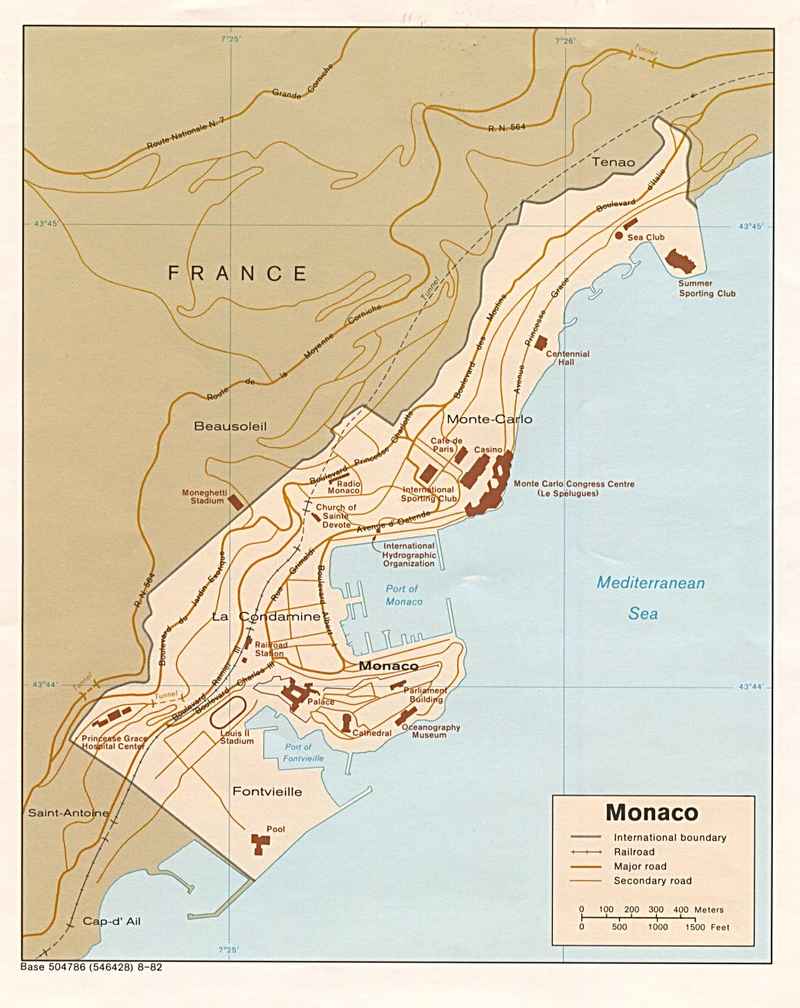 7°25'
7°26'
Tunnel
Grande Corniche
Route Nationale N. 7
R.N. 564
Tenao
Boulevard d'Italie
43°45'
43°45'
Sea Club
FRANCE
Summer
Sporting Club
Tunnel
Route de la Moyenne Corniche
Boulevard des Moulins
Avenue Princesse Grace
Centennial
Hall
Beausoleil
Monte-Carlo
Boulevard Princesse Charlotte
Café de
Paris
Casino
Moneghetti
Stadium
Radio
Monaco
International
Sporting Club
Monte Carlo Congress Centre
(Le Spélugues)
Church of
Sainte
Devote
Avenue d'Ostende
International
Hydrographic
Organization
R.N. 564
Boulevard du Jardin Exotique
Rue Grimaldi
Boulevard Albert I
Port of
Monaco
Mediterranean
Sea
La Condamine
Railroad
Station
Boulevard Rainier III
Boulevard Charles III
Monaco
43°44'
43°44'
Tunnel
Tunnel
Palace
Parliament
Building
Princesse Grace
Hospital Center
Louis II
Stadium
Cathedral
Oceanography
Museum
Port of
Fontvieille
Fontvieille
Saint-Antoine
Pool
Cap-d' Ail
7°25'
Monaco
International boundary
Railroad
Major road
Secondary road
0 100 200 300 400 Meters
0 500 1000 1500 Feet
Base 504786 (546428) 8-82